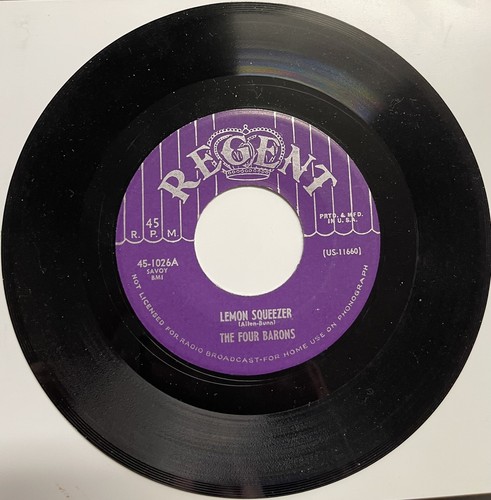 REGENT
45
R. P. M.
PRTD. & MFD.
IN U. S. A.
45-1026A
SAVOY
BMI
(US-11660)
LEMON SQUEEZER
(Allen-Bunn)
THE FOUR BARONS
NOT LICENSED FOR RADIO BROADCAST·FOR HOME USE ON PHONOGRAPH